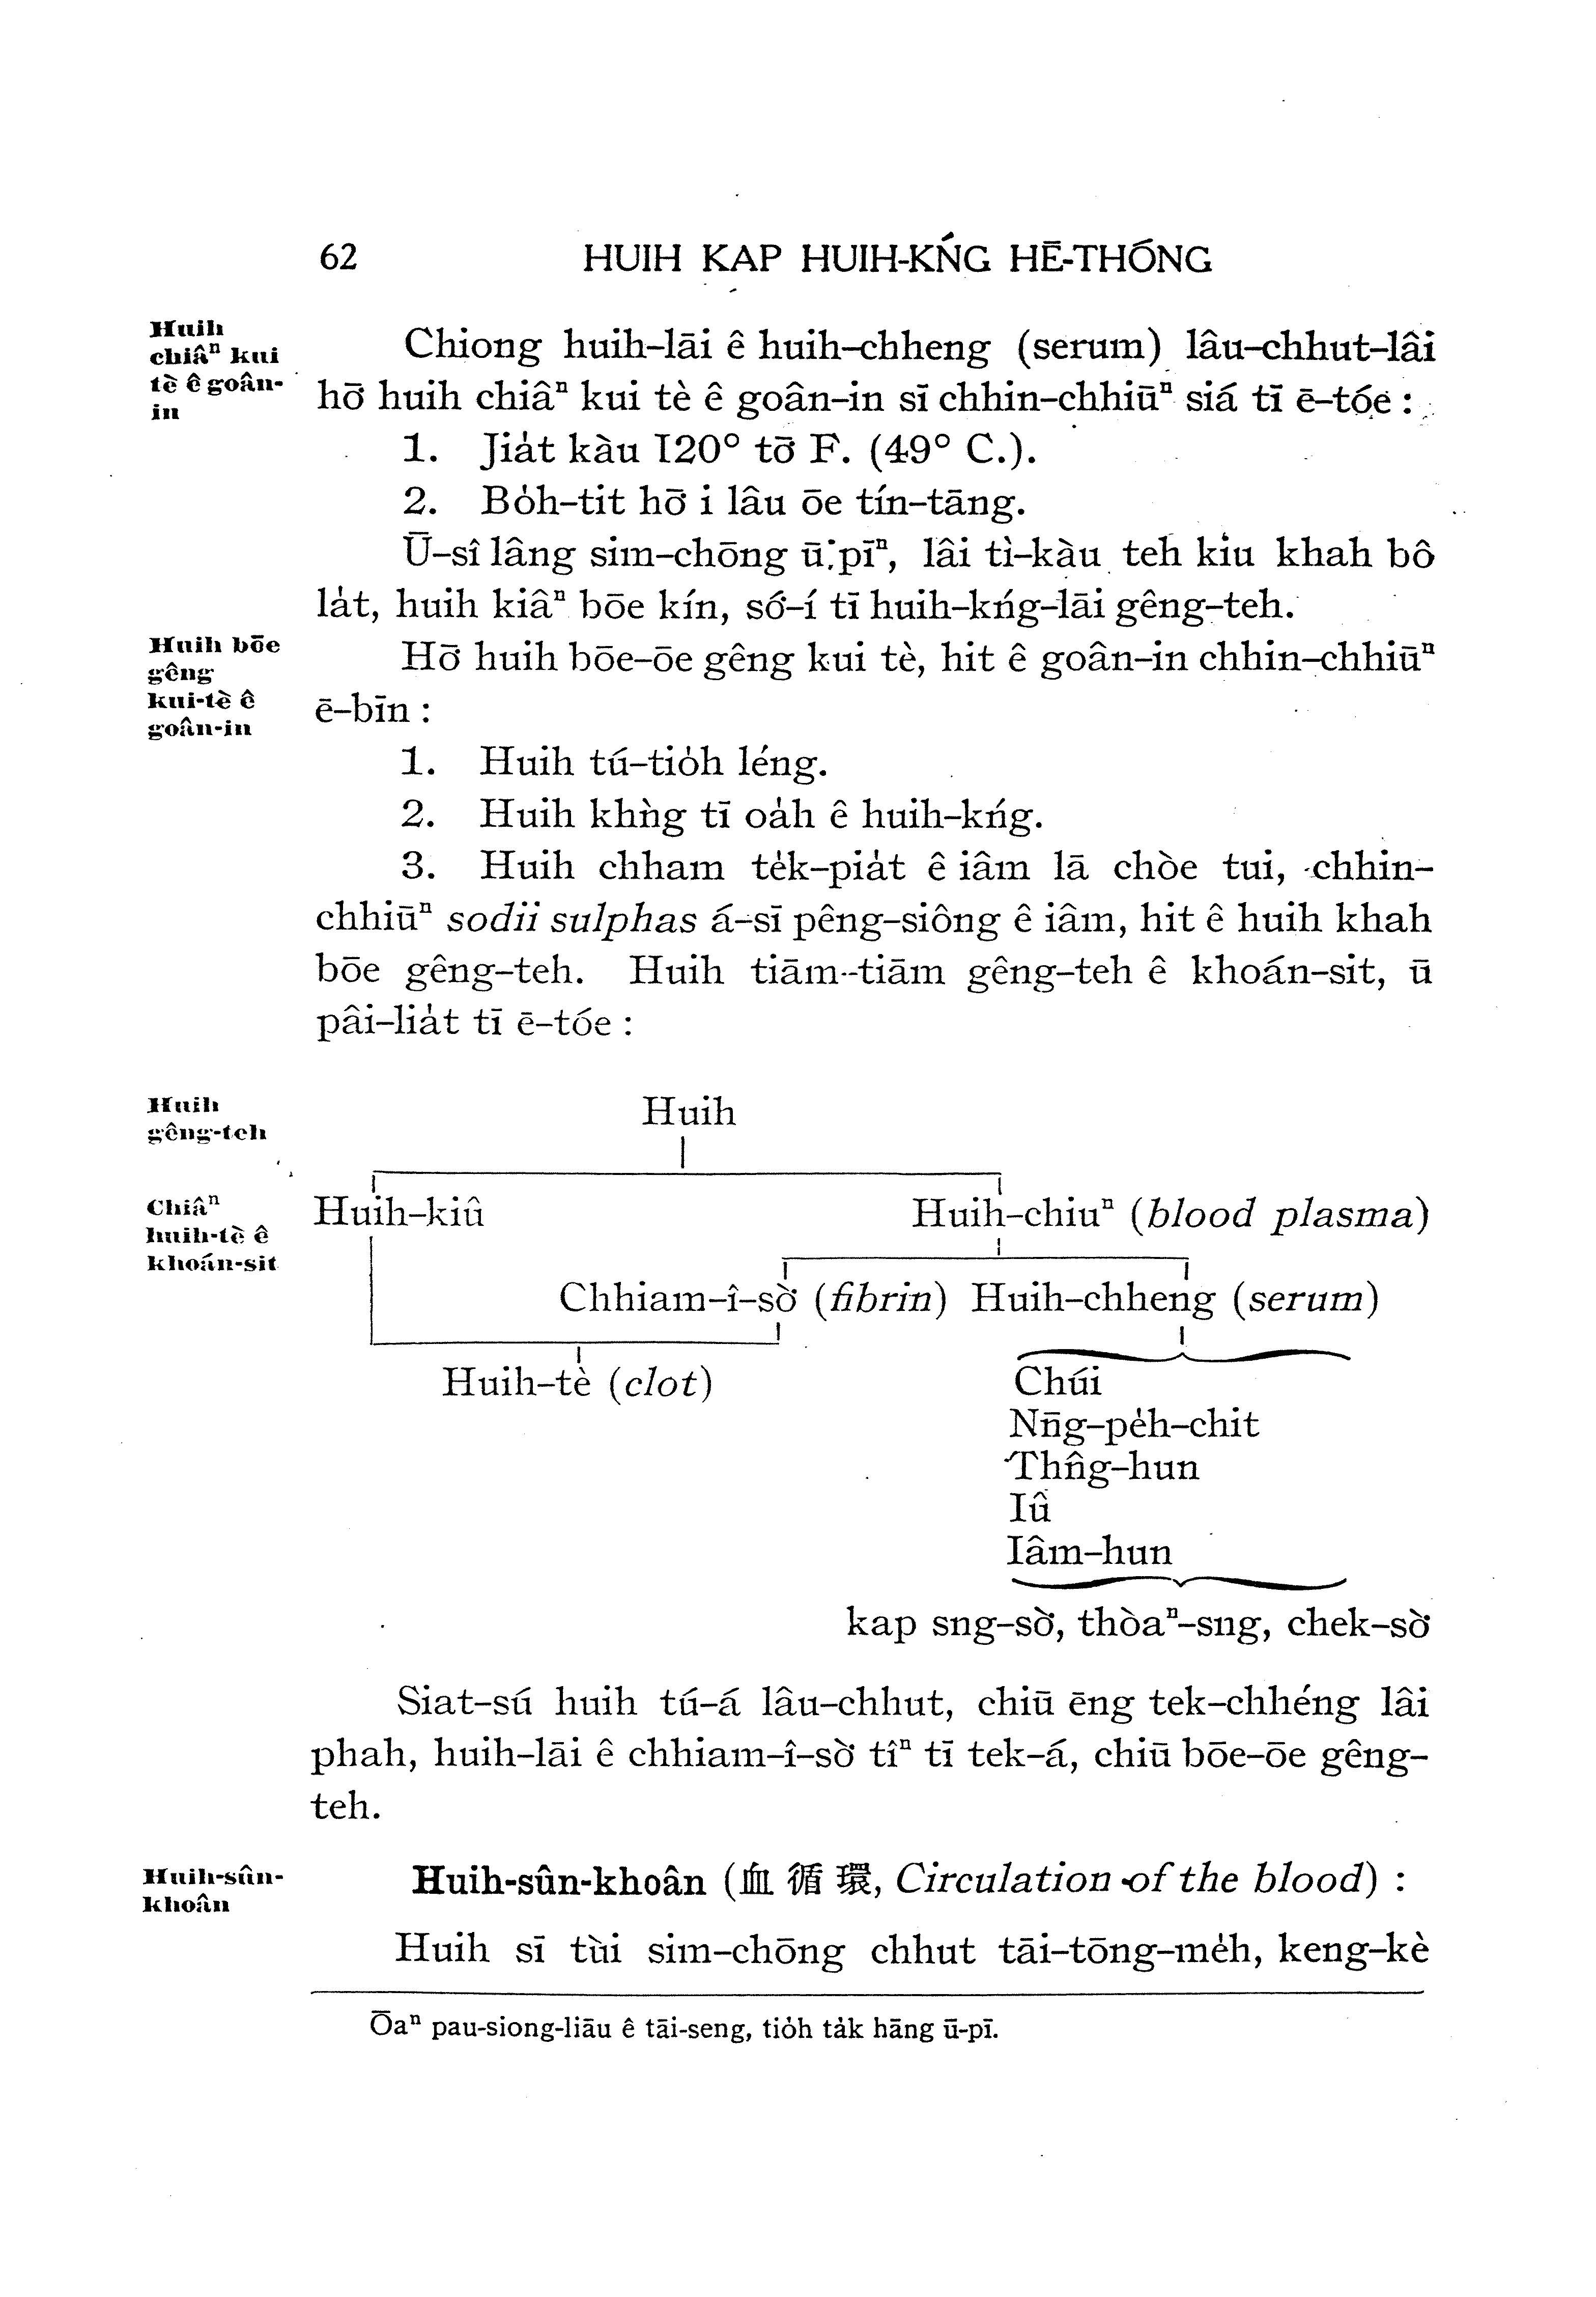 62 HUIH KAP HUIH-KŃG HĒ-THỐNG
Huih
chiâⁿ kui
tè ê goân-
in
Chiong huih–lāi ê huih–chheng (serum) lâu–chhut–lâi
hō͘ huih chiâⁿ kui tè ê goân–in sī chhin–chhiūⁿ siá tī ē–tóe :
1. Jia̍t kàu 120° tō͘ F. (49° C.).
2. Bo̍h–tit hō͘ i lâu ōe tín–tāng.
Ū–sî lâng sim–chōng ū pīⁿ, lâi tì–kàu teh kiu khah bô
la̍t, huih kiâⁿ bōe kín, só͘–í tī huih–kńg–lāi gêng–teh.
Huih bōe
gêng
kui-tè ê
goân-in
Hō͘ huih bōe–ōe gêng kui tè, hit ê goân–in chhin–chhiūⁿ
ē–bīn :
1. Huih tú–tio̍h léng.
2. Huih khǹg tī oa̍h ê huih–kńg.
3. Huih chham te̍k–pia̍t ê iâm lā chòe tui, chhin–
chhiūⁿ sodii sulphas á–sī pêng–siông ê iâm, hit ê huih khah
bōe gêng–teh. Huih tiām--tiām gêng–teh ê khoán–sit, ū
pâi–lia̍t tī ē–tóe :
Huih
gêng-teh
Huih
Chiâⁿ
huih-tè ê
khoán-sit
Huih–kiû Huih–chiuⁿ (blood plasma)
Chhiam–î–sò͘ (fibrin) Huih–chheng (serum)
Huih–tè (clot)
Chúi
Nn̄g–pe̍h–chit
Thn̂g–hun
Iû
Iâm–hun
kap sng–sò͘, thòaⁿ–sng, chek–sò͘
Siat–sú huih tú–á lâu–chhut, chiū ēng tek–chhéng lâi
phah, huih–lāi ê chhiam–î–sò͘ tîⁿ tī tek–á, chiū bōe–ōe gêng–
teh.
Huih-sûn-
khoân
Huih-sûn-khoân (血 循 環, Circulation of the blood) :
Huih sī tùi sim–chōng chhut tāi–tōng–me̍h, keng–kè
Ōaⁿ pau-siong-liāu ê tāi-seng, tio̍h ta̍k hāng ū-pī.